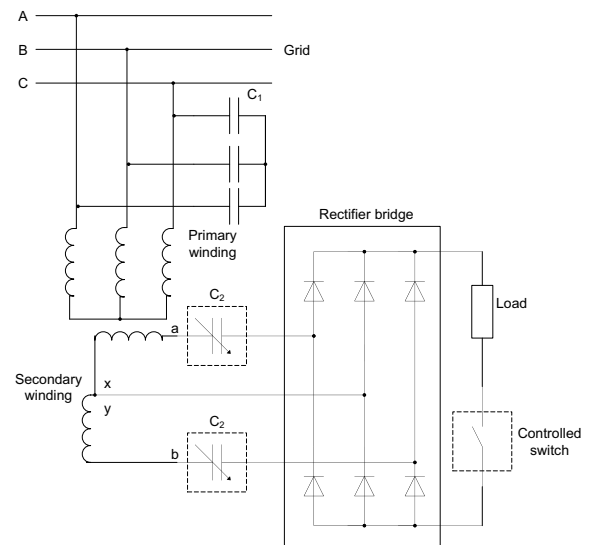 A
B
Grid
C
C₁
Rectifier bridge
Primary
winding
C₂
a
Load
Secondary
winding
x
y
C₂
Controlled
switch
b